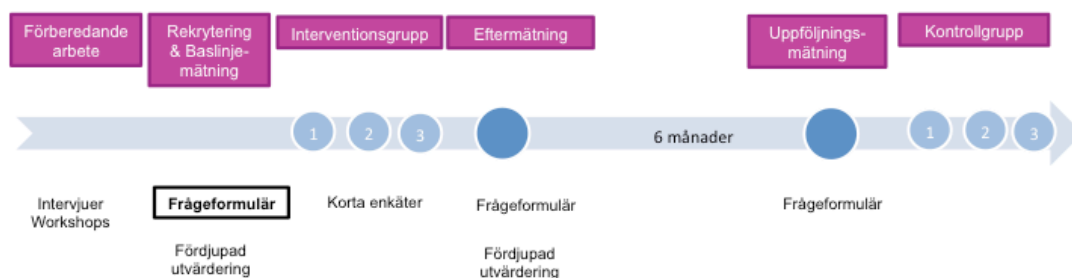 Förberedande
arbete
Rekrytering
& Baslinje-
mätning
Interventionsgrupp
Eftermätning
Uppföljnings-
mätning
Kontrollgrupp
1
2
3
6 månader
1
2
3
Intervjuer
Workshops
Frågeformulär
Fördjupad
utvärdering
Korta enkäter
Frågeformulär
Fördjupad
utvärdering
Frågeformulär